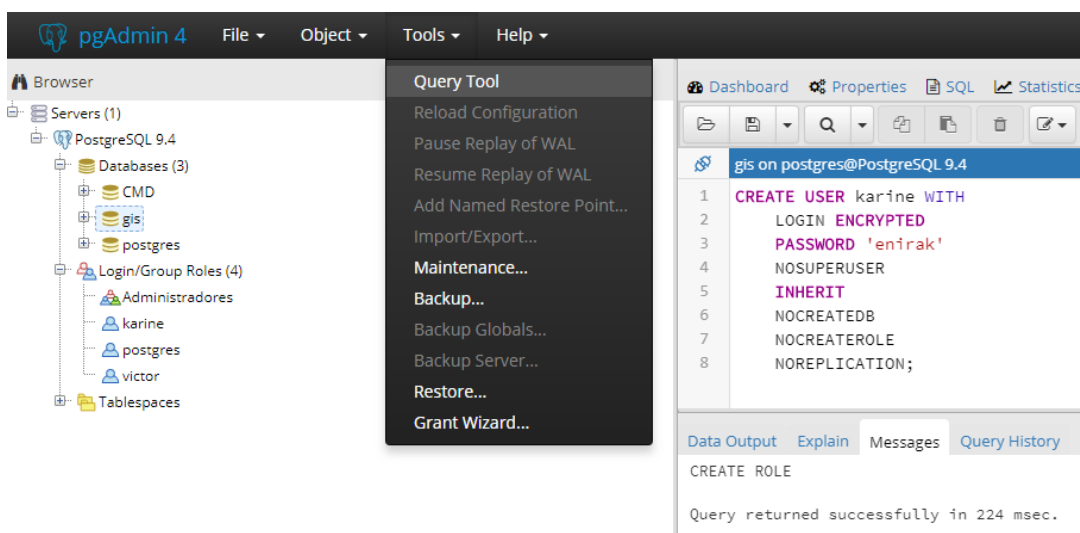 pgAdmin 4 File Object Tools Help
Browser
Servers (1)
PostgreSQL 9.4
Databases (3)
CMD
gis
postgres
Login/Group Roles (4)
Administradores
karine
postgres
victor
Tablespaces
Query Tool
Reload Configuration
Pause Replay of WAL
Resume Replay of WAL
Add Named Restore Point...
Import/Export...
Maintenance...
Backup...
Backup Globals...
Backup Server...
Restore...
Grant Wizard...
Dashboard Properties SQL Statistics
gis on postgres@PostgreSQL 9.4
1 CREATE USER karine WITH
2 LOGIN ENCRYPTED
3 PASSWORD 'enirak'
4 NOSUPERUSER
5 INHERIT
6 NOCREATEDB
7 NOCREATEROLE
8 NOREPLICATION;
Data Output Explain Messages Query History
CREATE ROLE
Query returned successfully in 224 msec.